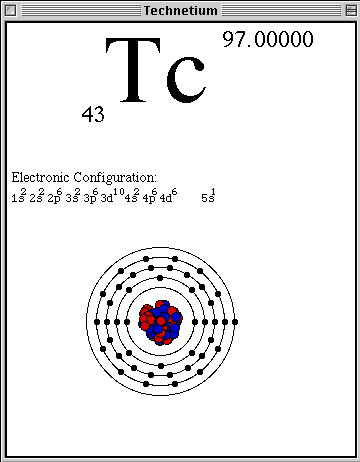 Technetium
Tc
97.00000
43
Electronic Configuration:
1s² 2s² 2p⁶ 3s² 3p⁶ 3d¹⁰ 4s² 4p⁶ 4d⁶ 5s¹